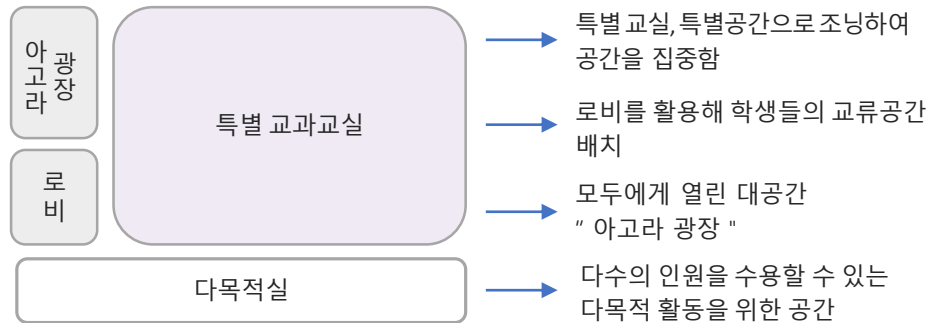 아고라
광장
로비
특별 교과교실
다목적실
특별 교실, 특별공간으로 조닝하여
공간을 집중함
로비를 활용해 학생들의 교류공간
배치
모두에게 열린 대공간
" 아고라 광장 "
다수의 인원을 수용할 수 있는
다목적 활동을 위한 공간